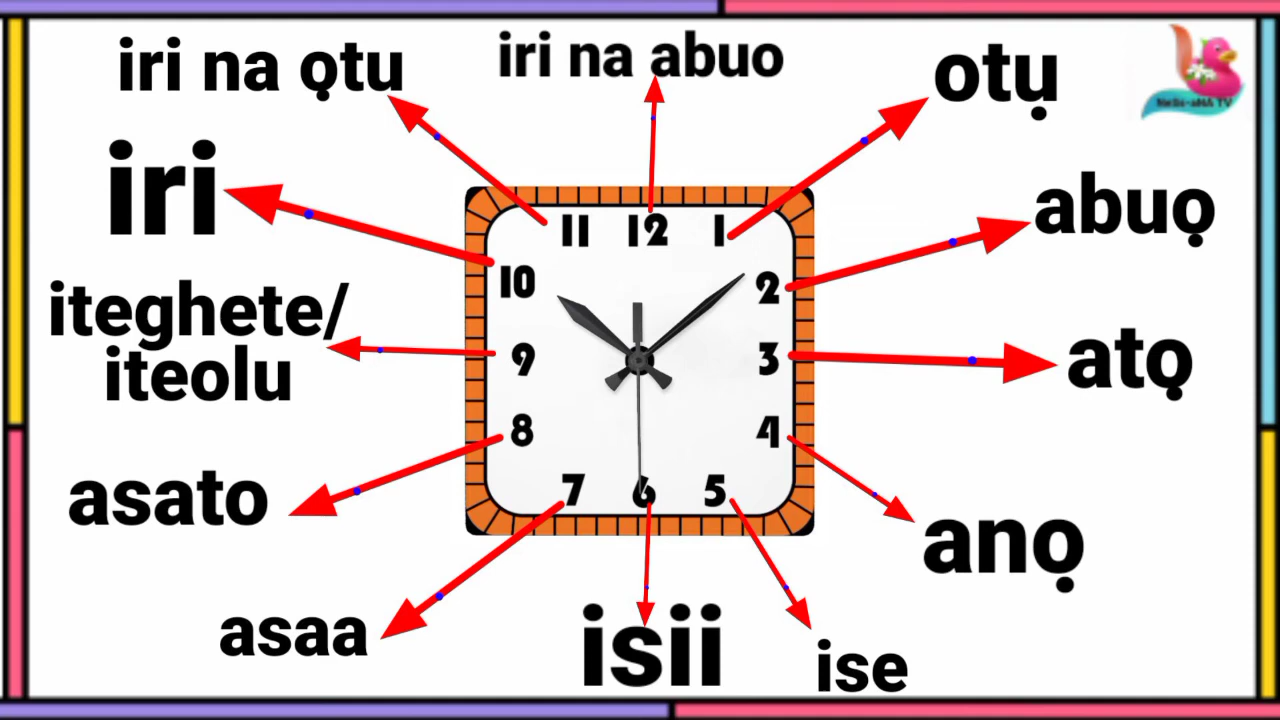 iri na ọtu
iri na abuo
otụ
iri
abuọ
iteghete/
iteolu
atọ
asato
anọ
asaa
isii
ise
11 12 1
10 2
9 3
8 4
7 6 5